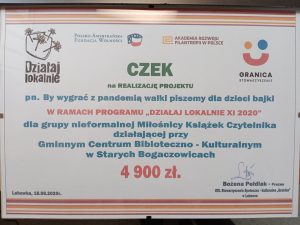 Działaj
lokalnie
Polsko-Amerykańska
Fundacja Wolności
AKADEMIA ROZWOJU
FILANTROPII W POLSCE
GRANICA
STOWARZYSZENIE
CZEK
na REALIZACJĘ PROJEKTU
pn. By wygrać z pandemią walki piszemy dla dzieci bajki
W RAMACH PROGRAMU „DZIAŁAJ LOKALNIE XI 2020"
dla grupy nieformalnej Miłośnicy Książek Czytelnika
działającej przy
Gminnym Centrum Biblioteczno - Kulturalnym
w Starych Bogaczowicach
4 900 zł.
Bożena Pełdiak - Prezes
Lubawka, 18.06.2020r.
w Lubawce